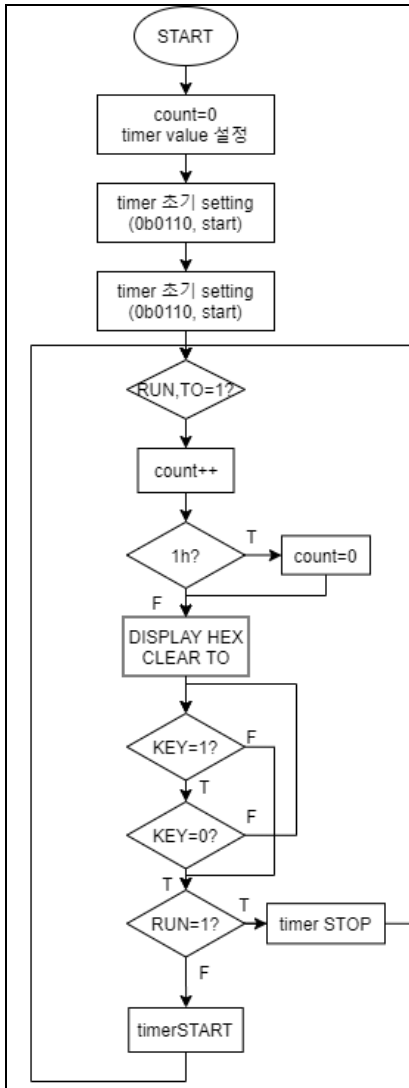 START
count=0
timer value 설정
timer 초기 setting
(0b0110, start)
timer 초기 setting
(0b0110, start)
RUN,TO=1?
count++
1h?
T
count=0
F
DISPLAY HEX
CLEAR TO
KEY=1?
F
T
KEY=0?
F
T
RUN=1?
T
timer STOP
F
timerSTART